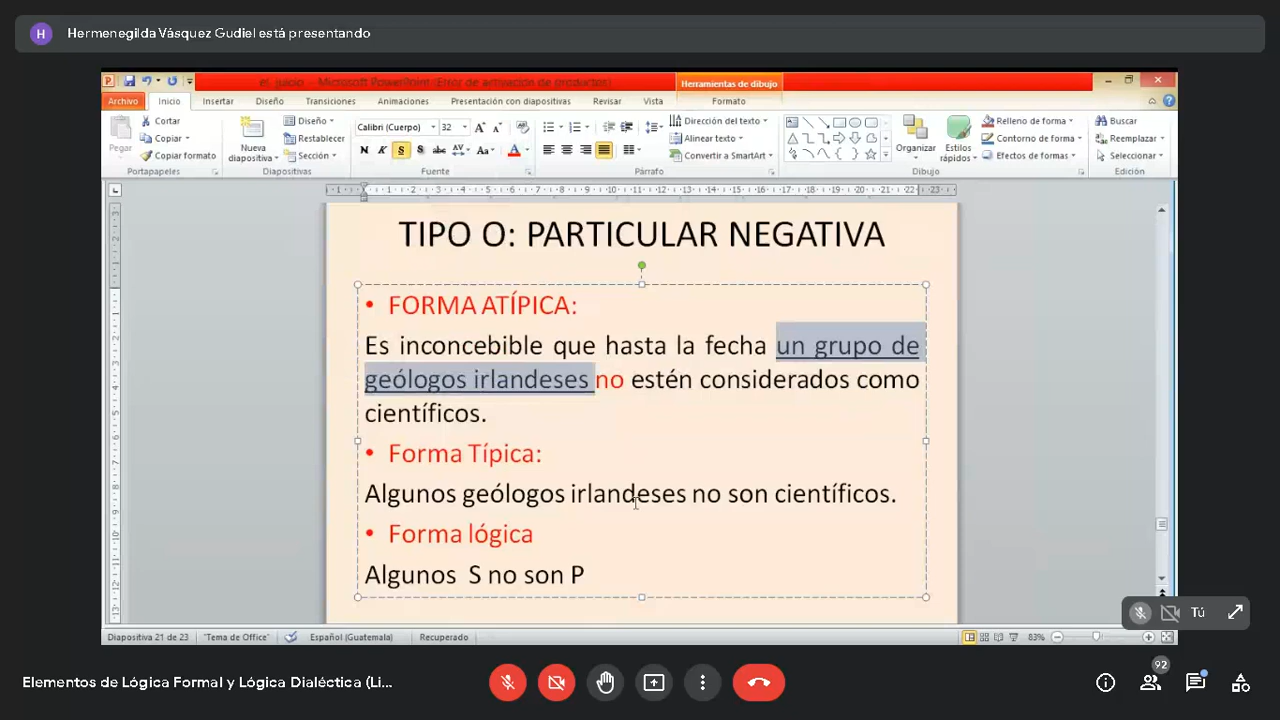 H Hermenegilda Vásquez Gudiel está presentando
el juicio - Microsoft PowerPoint (Error de activación de productos)
Herramientas de dibujo
Archivo Inicio Insertar Diseño Transiciones Animaciones Presentación con diapositivas Revisar Vista Formato
Pegar
Cortar
Copiar
Copiar formato
Portapapeles
Nueva diapositiva
Diseño
Restablecer
Sección
Diapositivas
Calibri (Cuerpo) 32
N K S S abc AV Aa A
Fuente
Dirección del texto
Alinear texto
Convertir a SmartArt
Párrafo
Organizar
Estilos rápidos
Relleno de forma
Contorno de forma
Efectos de formas
Dibujo
Buscar
Reemplazar
Seleccionar
Edición
TIPO O: PARTICULAR NEGATIVA
• FORMA ATÍPICA:
Es inconcebible que hasta la fecha un grupo de
geólogos irlandeses no estén considerados como
científicos.
• Forma Típica:
Algunos geólogos irlandeses no son científicos.
• Forma lógica
Algunos S no son P
Tú
Diapositiva 21 de 23 "Tema de Office" Español (Guatemala) Recuperado 83%
Elementos de Lógica Formal y Lógica Dialéctica (Li...
92